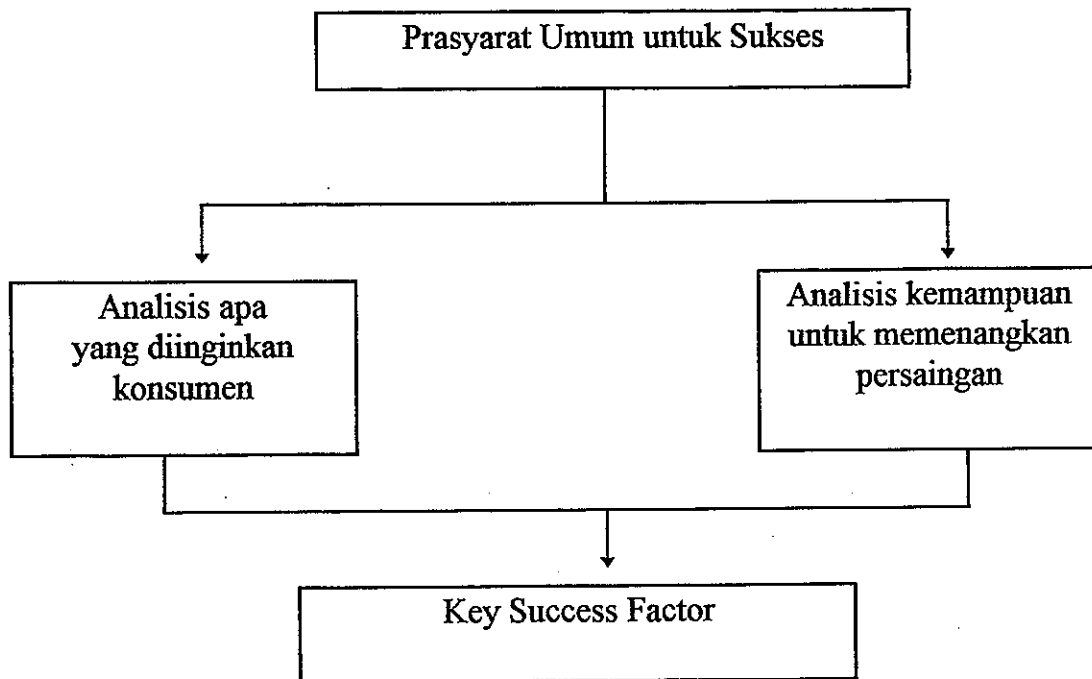 Prasyarat Umum untuk Sukses
Analisis apa
yang diinginkan
konsumen
Analisis kemampuan
untuk memenangkan
persaingan
Key Success Factor